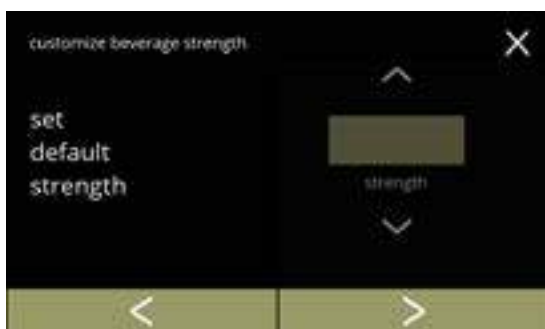 customize beverage strength
set
default
strength
strength